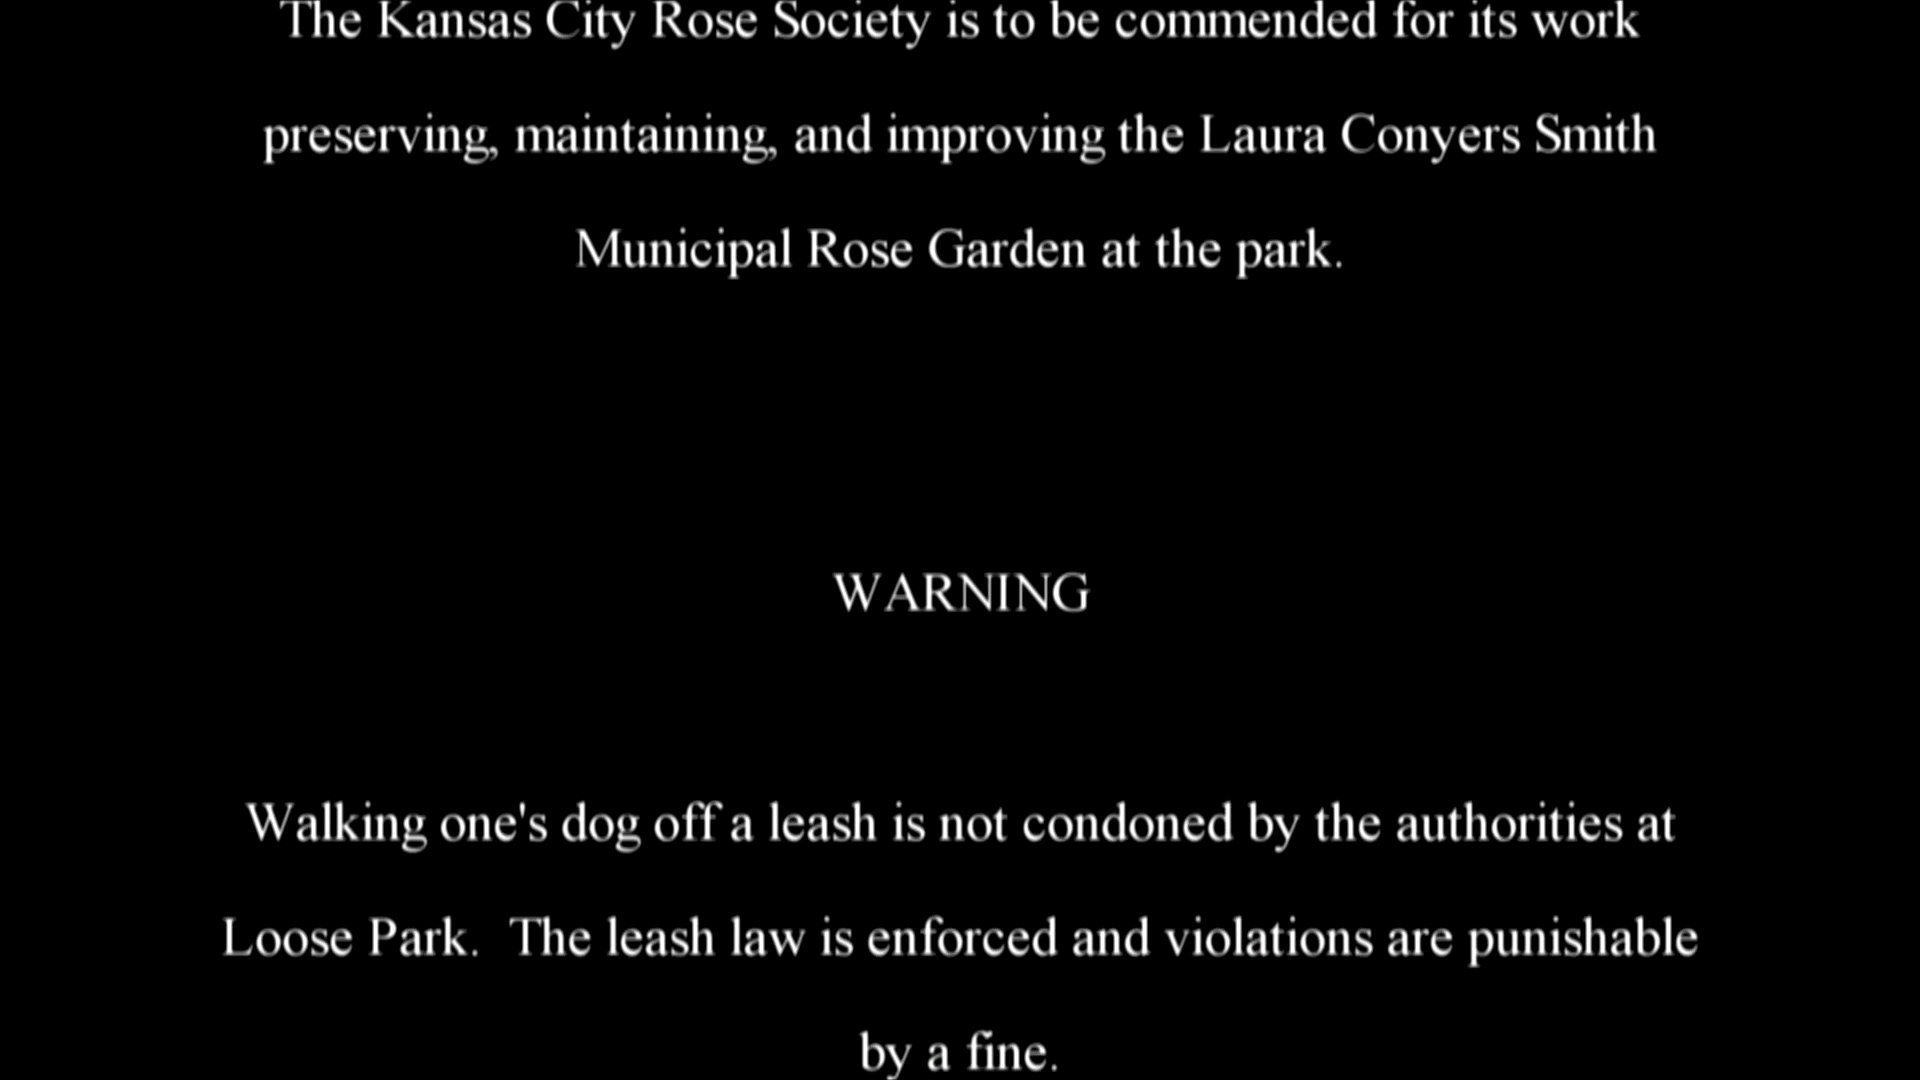 The Kansas City Rose Society is to be commended for its work
preserving, maintaining, and improving the Laura Conyers Smith
Municipal Rose Garden at the park.
WARNING
Walking one's dog off a leash is not condoned by the authorities at
Loose Park.  The leash law is enforced and violations are punishable
by a fine.